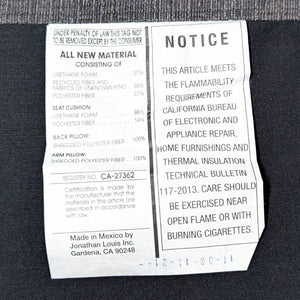 UNDER PENALTY OF LAW THIS TAG NOT
TO BE REMOVED EXCEPT BY THE CONSUMER
ALL NEW MATERIAL
CONSISTING OF
URETHANE FOAM 37%
RECYCLED FIBER AND
FABRICS OF UNKNOWN KIND
POLYESTER FIBER 27%
SEAT CUSHION:
URETHANE FOAM 86%
POLYESTER FIBER 14%
BACK PILLOW:
SHREDDED POLYESTER FIBER 100%
ARM PILLOW:
SHREDDED POLYESTER FIBER 100%
REGISTRY NO. CA-27362
Certification is made by
the manufacturer that the
materials in this article are
described in accordance
with law.
Made in Mexico by
Jonathan Louis Inc.
Gardena, CA 90248
NOTICE
THIS ARTICLE MEETS
THE FLAMMABILITY
REQUIREMENTS OF
CALIFORNIA BUREAU
OF ELECTRONIC AND
APPLIANCE REPAIR,
HOME FURNISHINGS AND
THERMAL INSULATION
TECHNICAL BULLETIN
117-2013. CARE SHOULD
BE EXERCISED NEAR
OPEN FLAME OR WITH
BURNING CIGARETTES.